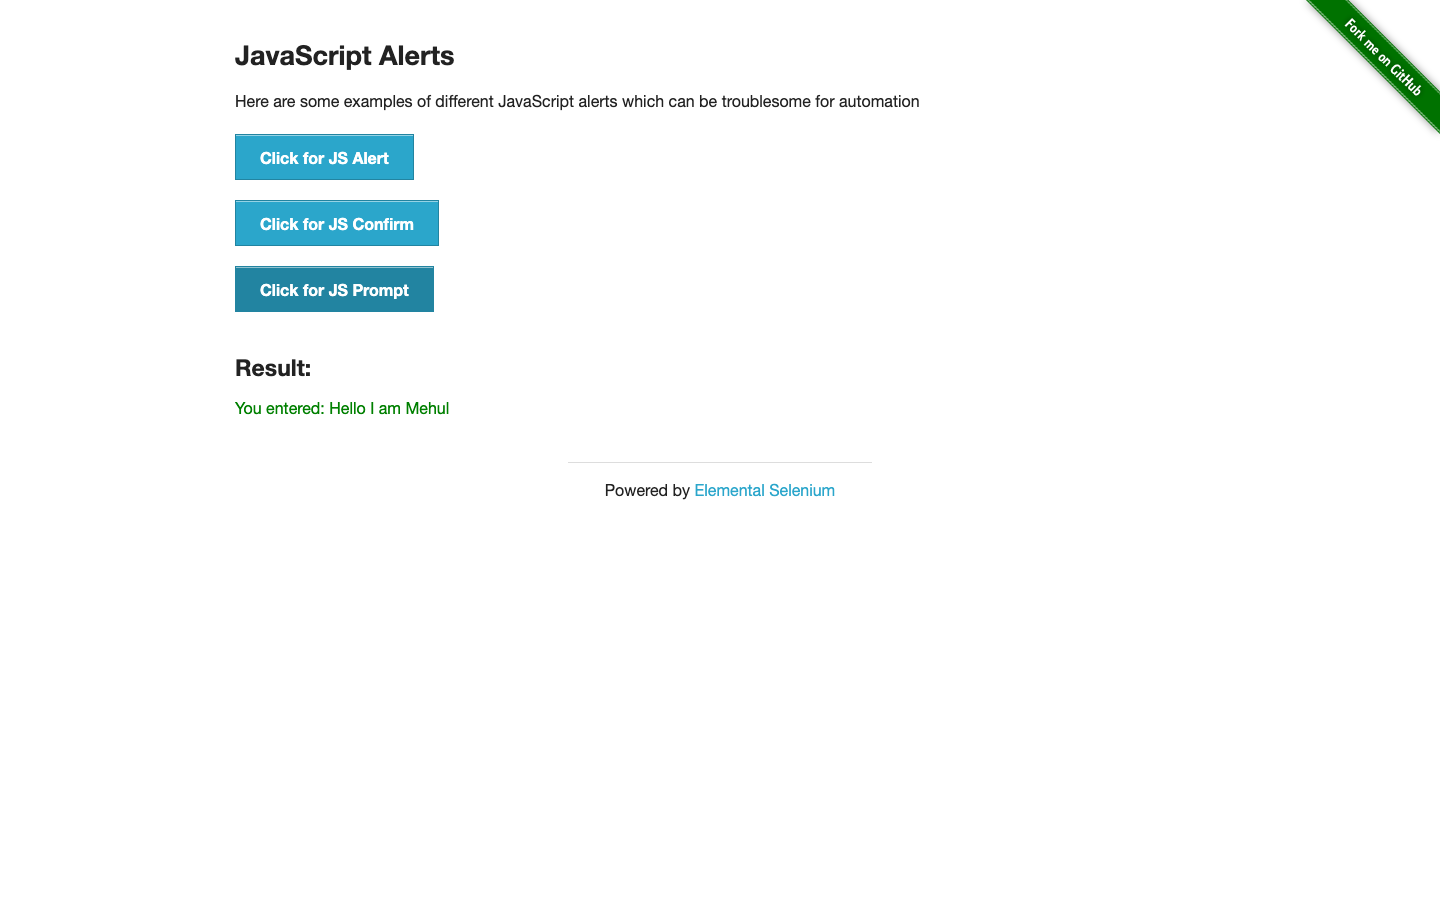 Fork me on GitHub
JavaScript Alerts
Here are some examples of different JavaScript alerts which can be troublesome for automation
Click for JS Alert
Click for JS Confirm
Click for JS Prompt
Result:
You entered: Hello I am Mehul
Powered by Elemental Selenium